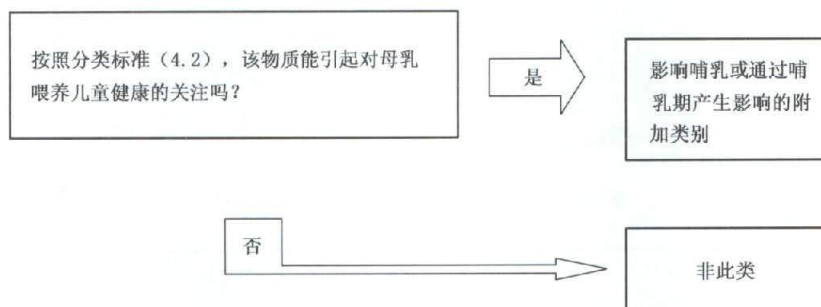 按照分类标准（4.2），该物质能引起对母乳
喂养儿童健康的关注吗？
是
影响哺乳或通过哺
乳期产生影响的附
加类别
否
非此类